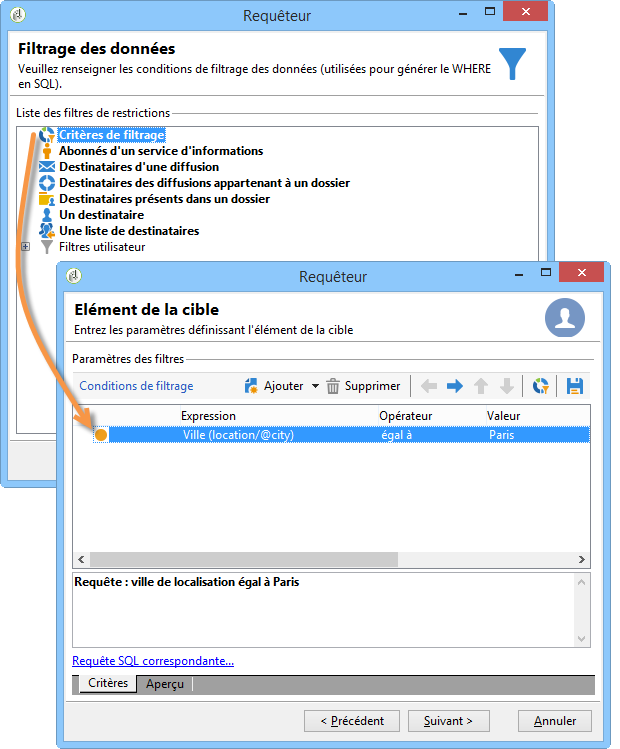 Requêteur
Filtrage des données
Veuillez renseigner les conditions de filtrage des données (utilisées pour générer le WHERE
en SQL).
Liste des filtres de restrictions
Critères de filtrage
Abonnés d'un service d'informations
Destinataires d'une diffusion
Destinataires des diffusions appartenant à un dossier
Destinataires présents dans un dossier
Un destinataire
Une liste de destinataires
Filtres utilisateur
Requêteur
Elément de la cible
Entrez les paramètres définissant l'élément de la cible
Paramètres des filtres
Conditions de filtrage Ajouter Supprimer
Expression Opérateur Valeur
Ville (location/@city) égal à Paris
Requête : ville de localisation égal à Paris
Requête SQL correspondante...
Critères Aperçu
< Précédent Suivant > Annuler